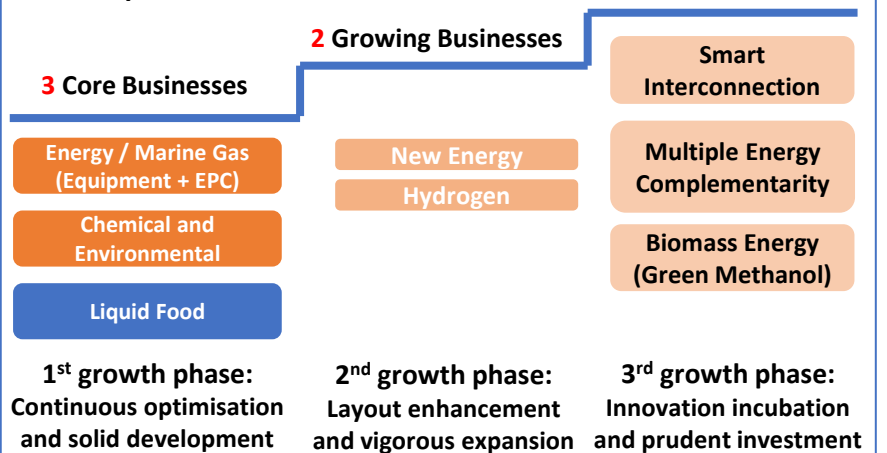 3 Core Businesses
2 Growing Businesses
Energy / Marine Gas
(Equipment + EPC)
Chemical and
Environmental
Liquid Food
New Energy
Hydrogen
Smart
Interconnection
Multiple Energy
Complementarity
Biomass Energy
(Green Methanol)
1st growth phase:
Continuous optimisation
and solid development
2nd growth phase:
Layout enhancement
and vigorous expansion
3rd growth phase:
Innovation incubation
and prudent investment